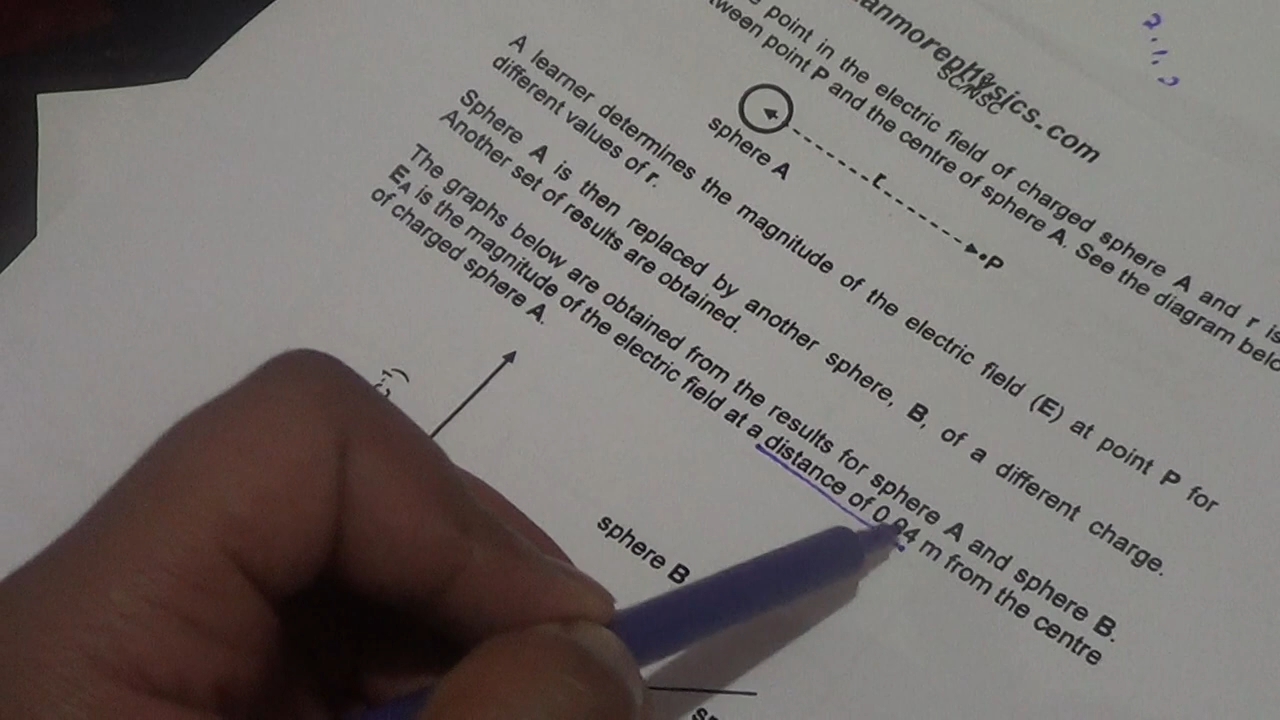 anmorephysics.com
SC/NSC
point in the electric field of charged sphere A and r is
tween point P and the centre of sphere A. See the diagram belo
sphere A
r
P
A learner determines the magnitude of the electric field (E) at point P for
different values of r.
Sphere A is then replaced by another sphere, B, of a different charge.
Another set of results are obtained.
The graphs below are obtained from the results for sphere A and sphere B.
EA is the magnitude of the electric field at a distance of 0,04 m from the centre
of charged sphere A.
sphere B
2.1.2